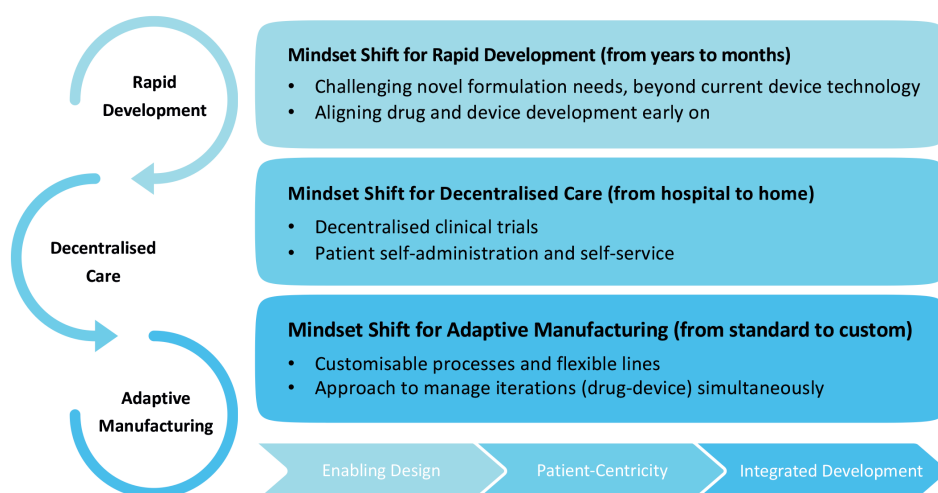 Rapid
Development
Mindset Shift for Rapid Development (from years to months)
• Challenging novel formulation needs, beyond current device technology
• Aligning drug and device development early on
Decentralised
Care
Mindset Shift for Decentralised Care (from hospital to home)
• Decentralised clinical trials
• Patient self-administration and self-service
Adaptive
Manufacturing
Mindset Shift for Adaptive Manufacturing (from standard to custom)
• Customisable processes and flexible lines
• Approach to manage iterations (drug-device) simultaneously
Enabling Design
Patient-Centricity
Integrated Development